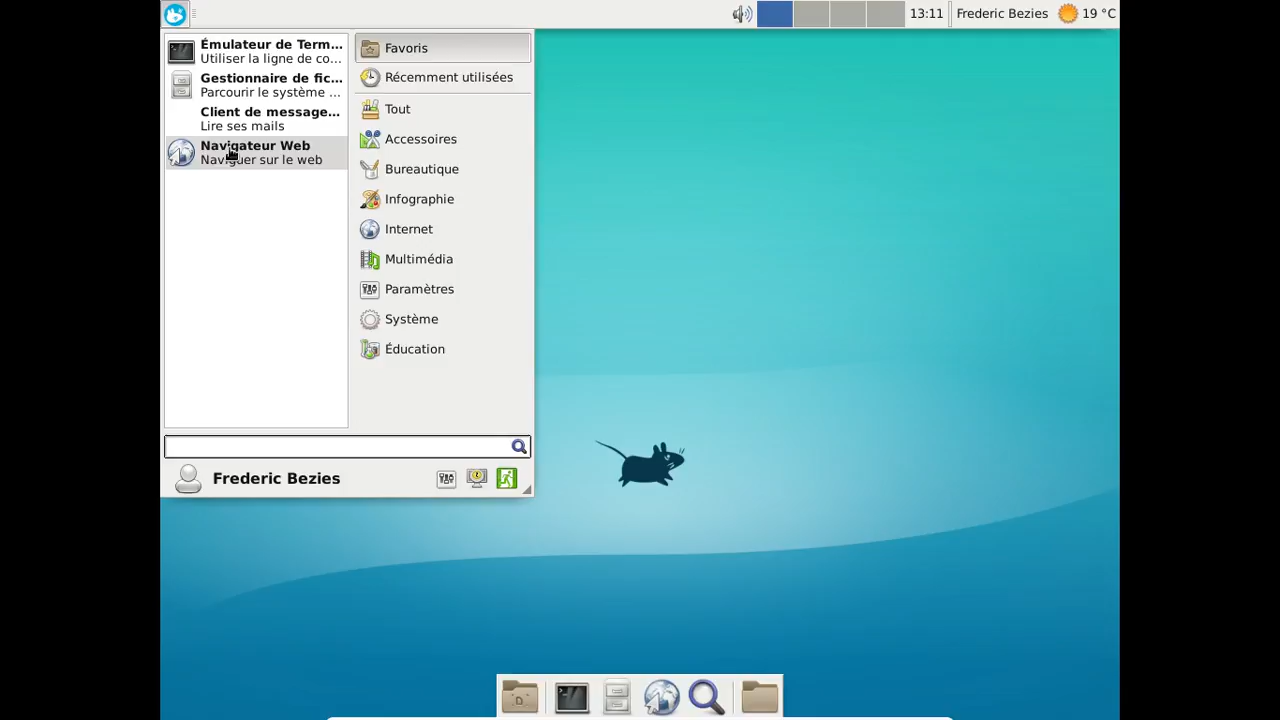 13:11
Frederic Bezies
19 °C
Émulateur de Term...
Utiliser la ligne de co...
Gestionnaire de fic...
Parcourir le système ...
Client de message...
Lire ses mails
Navigateur Web
Naviguer sur le web
Favoris
Récemment utilisées
Tout
Accessoires
Bureautique
Infographie
Internet
Multimédia
Paramètres
Système
Éducation
Frederic Bezies